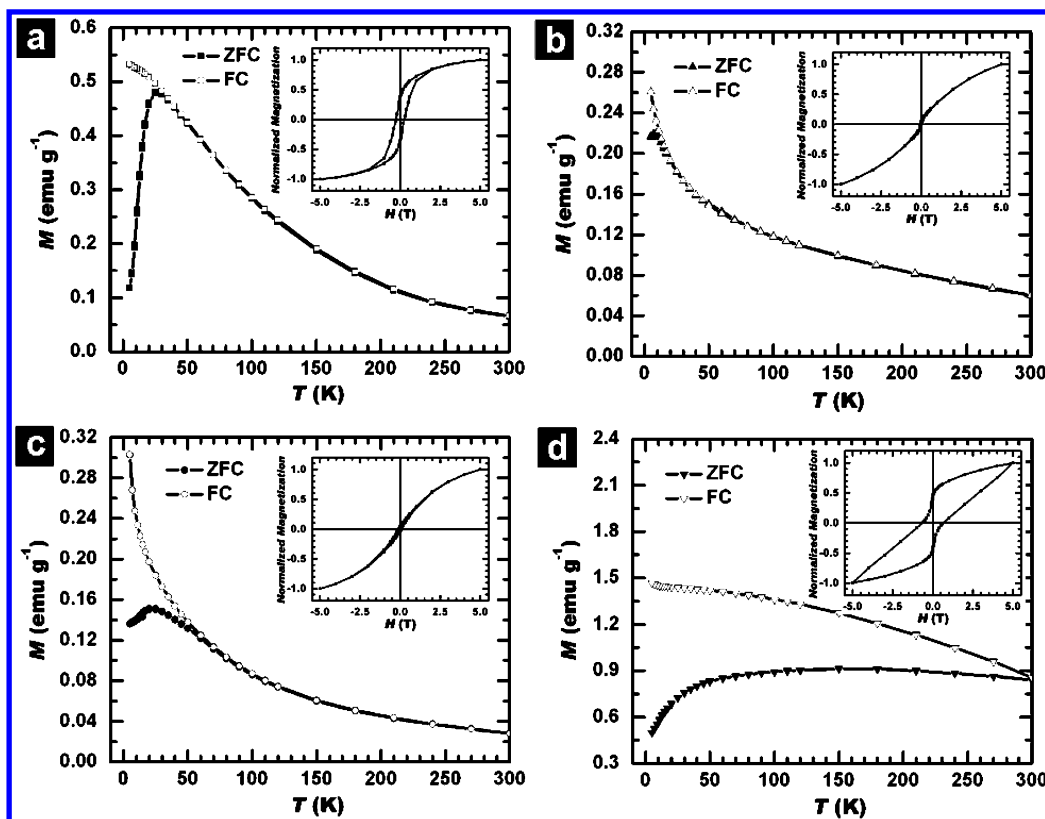 a
ZFC
FC
Normalized Magnetization
1.0
0.5
0.0
-0.5
-1.0
-5.0 -2.5 0.0 2.5 5.0
H (T)
M (emu g-1)
0.6
0.5
0.4
0.3
0.2
0.1
0.0
0 50 100 150 200 250 300
T (K)
b
ZFC
FC
Normalized Magnetization
1.0
0.5
0.0
-0.5
-1.0
-5.0 -2.5 0.0 2.5 5.0
H (T)
M (emu g-1)
0.32
0.28
0.24
0.20
0.16
0.12
0.08
0.04
0.00
0 50 100 150 200 250 300
T (K)
c
ZFC
FC
Normalized Magnetization
1.0
0.5
0.0
-0.5
-1.0
-5.0 -2.5 0.0 2.5 5.0
H (T)
M (emu g-1)
0.32
0.28
0.24
0.20
0.16
0.12
0.08
0.04
0.00
0 50 100 150 200 250 300
T (K)
d
ZFC
FC
Normalized Magnetization
1.0
0.5
0.0
-0.5
-1.0
-5.0 -2.5 0.0 2.5 5.0
H (T)
M (emu g-1)
2.4
2.1
1.8
1.5
1.2
0.9
0.6
0.3
0 50 100 150 200 250 300
T (K)